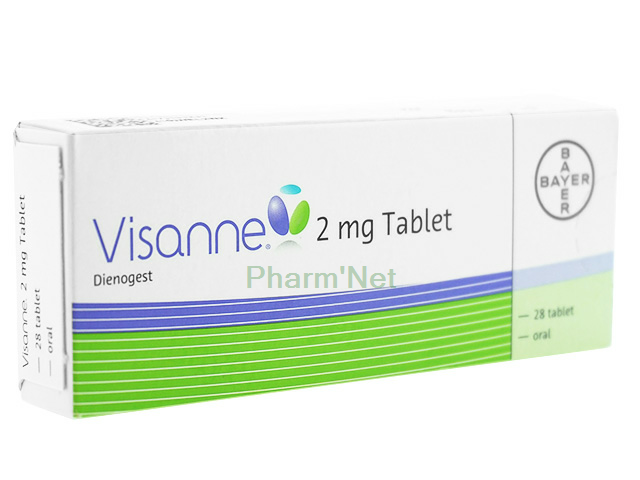 Visanne®
2 mg Tablet
Dienogest
Pharm'Net
BAYER
BAYER
28 tablet
oral
Visanne 2 mg Tablet
28 tablet
oral